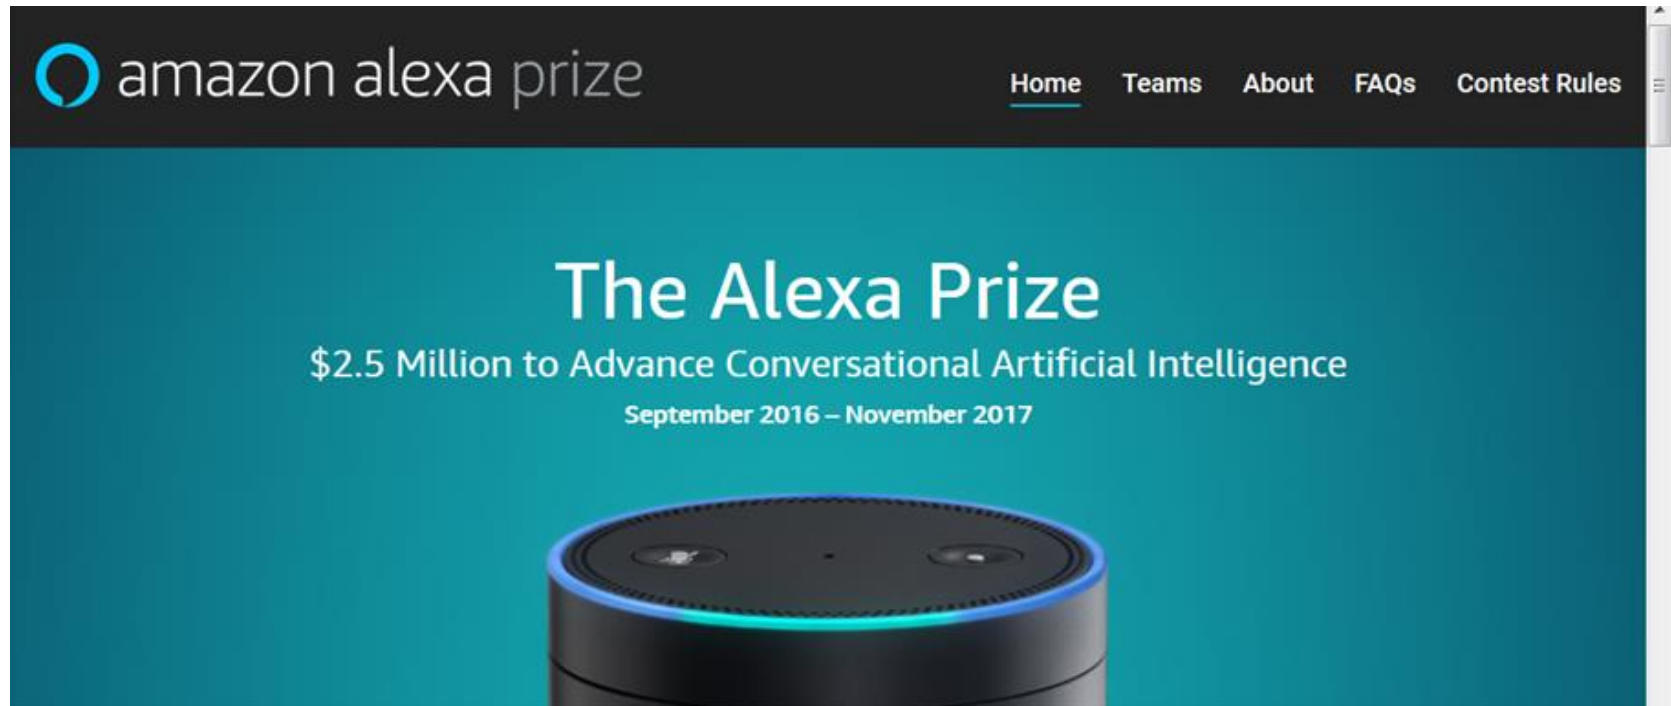 amazon alexa prize
Home Teams About FAQs Contest Rules
The Alexa Prize
$2.5 Million to Advance Conversational Artificial Intelligence
September 2016 – November 2017